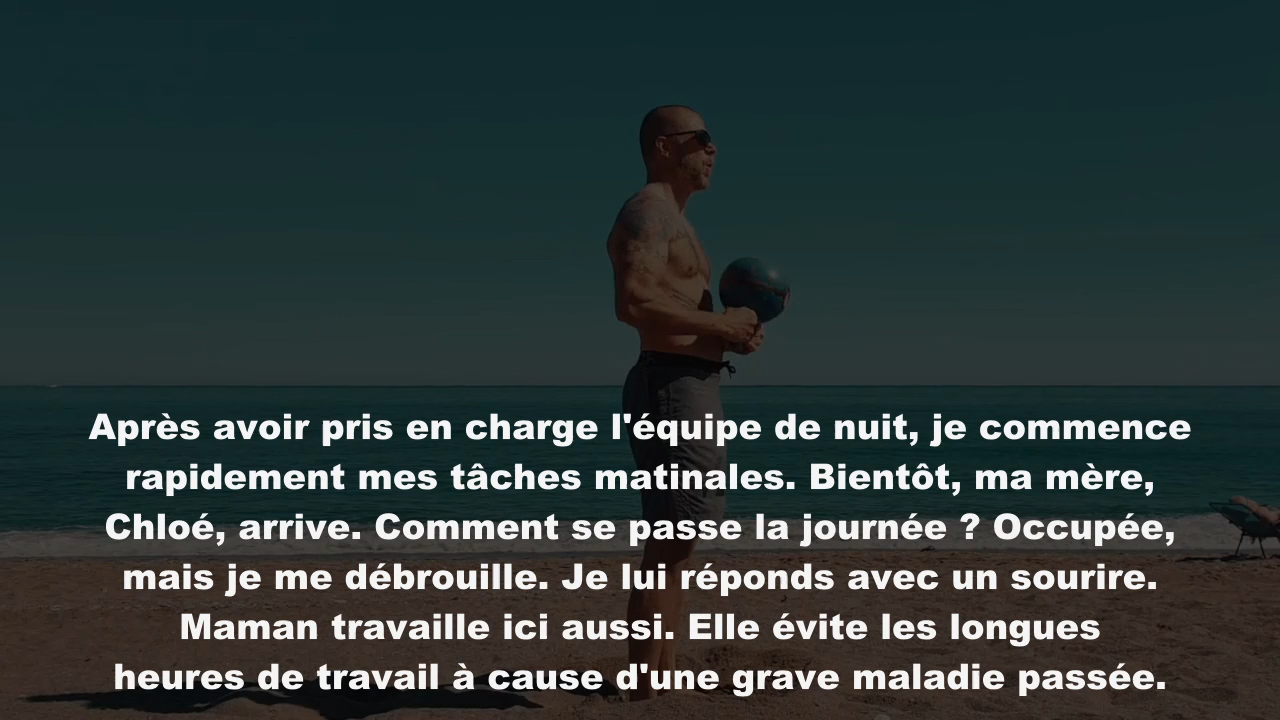 Après avoir pris en charge l'équipe de nuit, je commence
rapidement mes tâches matinales. Bientôt, ma mère,
Chloé, arrive. Comment se passe la journée ? Occupée,
mais je me débrouille. Je lui réponds avec un sourire.
Maman travaille ici aussi. Elle évite les longues
heures de travail à cause d'une grave maladie passée.